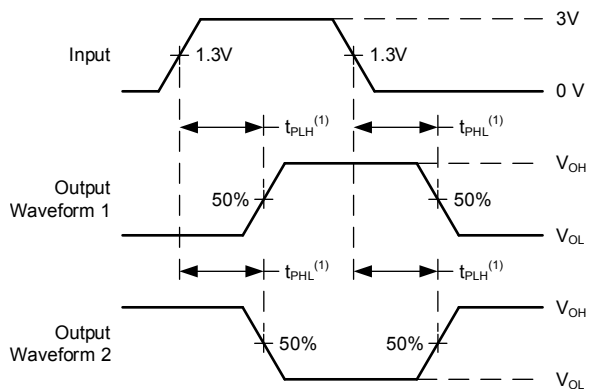 3V
Input
1.3V
1.3V
0 V
tPLH(1)
tPHL(1)
VOH
Output
Waveform 1
50%
50%
VOL
tPHL(1)
tPLH(1)
VOH
Output
Waveform 2
50%
50%
VOL